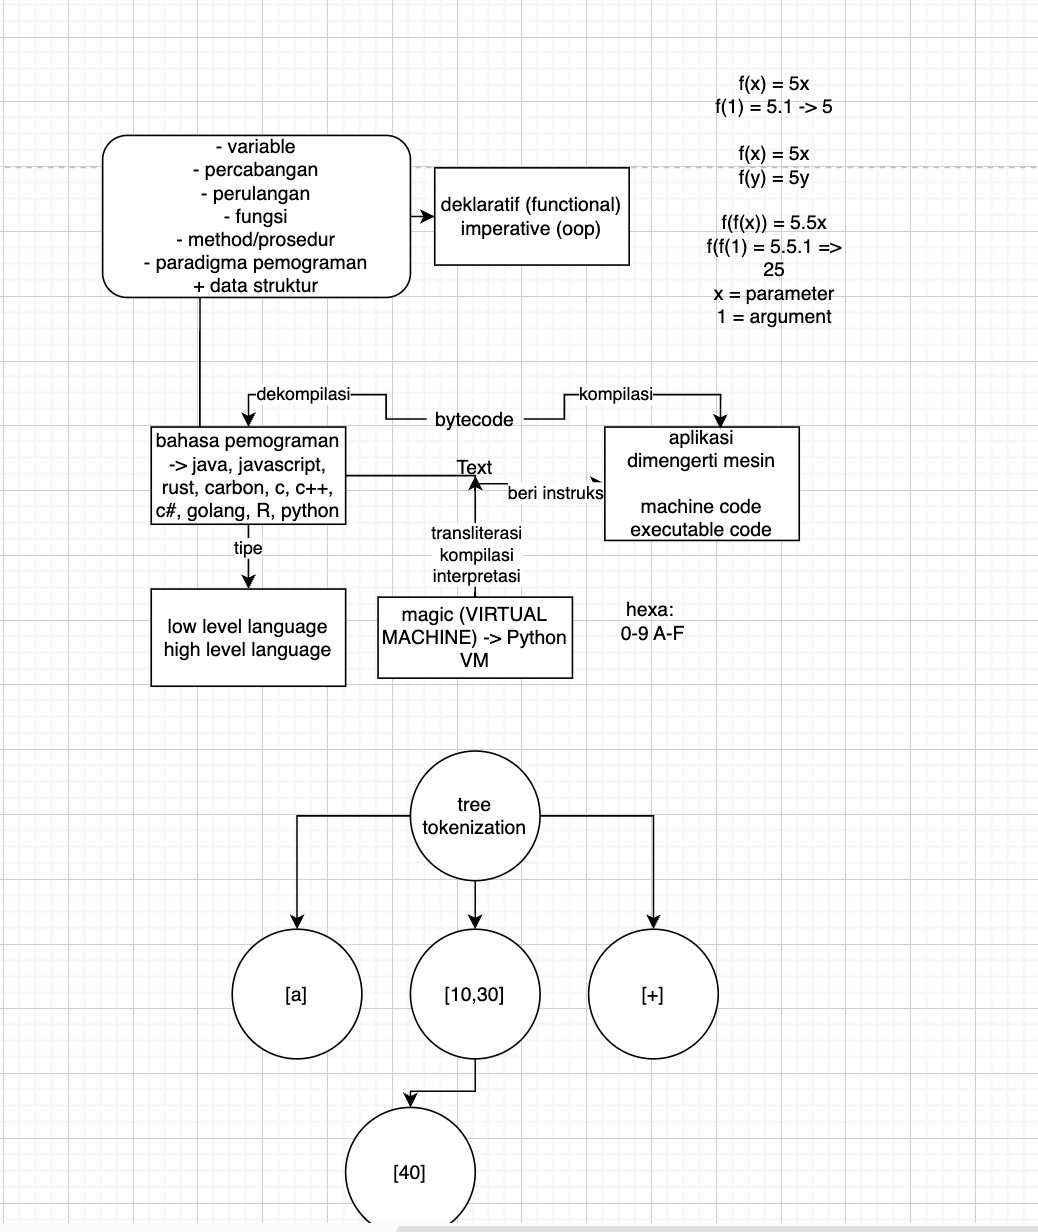 f(x) = 5x
f(1) = 5.1 -> 5
f(x) = 5x
f(y) = 5y
f(f(x)) = 5.5x
f(f(1) = 5.5.1 =>
25
x = parameter
1 = argument
- variable
- percabangan
- perulangan
- fungsi
- method/prosedur
- paradigma pemograman
+ data struktur
deklaratif (functional)
imperative (oop)
dekompilasi
kompilasi
bytecode
bahasa pemograman
-> java, javascript,
rust, carbon, c, c++,
c#, golang, R, python
Text
beri instruks
aplikasi
dimengerti mesin
machine code
executable code
transliterasi
kompilasi
interpretasi
tipe
low level language
high level language
magic (VIRTUAL
MACHINE) -> Python
VM
hexa:
0-9 A-F
tree
tokenization
[a]
[10,30]
[+]
[40]